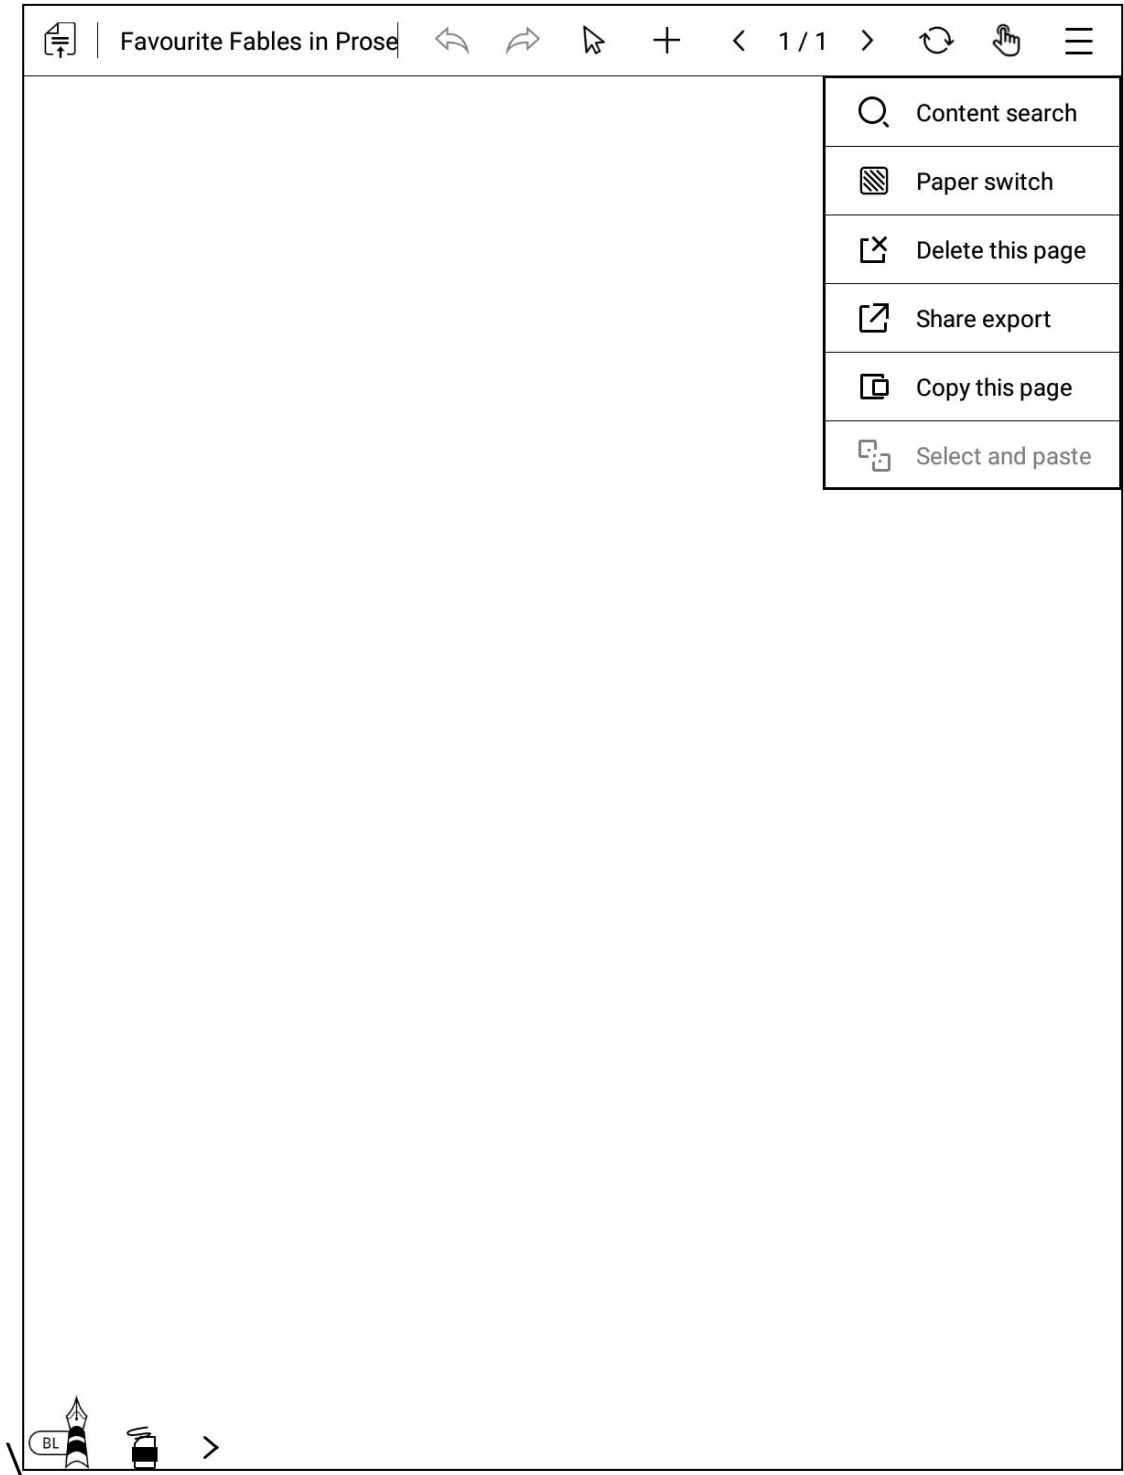 Favourite Fables in Prose
1 / 1
Content search
Paper switch
Delete this page
Share export
Copy this page
Select and paste
BL
\